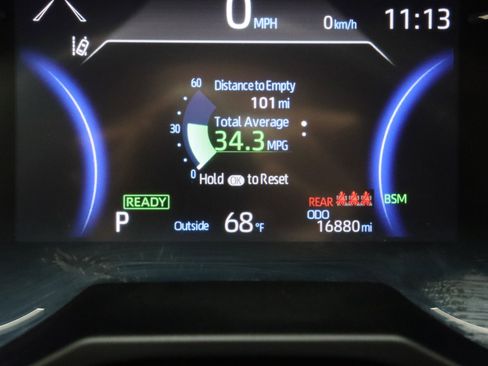 0 MPH
0 km/h
11:13
60
Distance to Empty
101 mi
Total Average
30
34.3 MPG
0
Hold OK to Reset
READY
REAR
BSM
P
Outside 68 °F
ODO
16880 mi